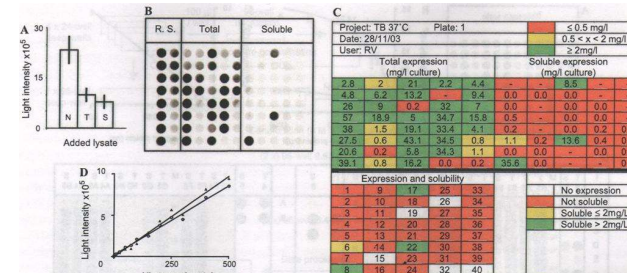 A
Light intensity x10⁵
30
15
0
N T S
Added lysate
B
R. S. Total Soluble
C
Project: TB 37°C Plate: 1 ≤ 0.5 mg/l
Date: 28/11/03 0.5 < x < 2 mg/l
User: RV ≥ 2mg/l
Total expression Soluble expression
(mg/l culture) (mg/l culture)
2.8 2 21 2.2 4.4 - - 8.5 -
4.8 6.2 13.2 - 9.4 0.0 - 0.0 - 0.0
26 9 0.2 32 7 0.0 - - 0.0
57 18.9 5 34.7 15.8 0.0 - 0.0 0.0
38 1.5 19.1 33.4 4.1 0.2 - 0.0 0.2 0
27.5 0.6 43.1 34.5 0.8 1.1 0.2 13.6 0.4 0
20.6 0.2 5.8 34.3 1.1 0.0 - - 0.0
39.1 0.8 16.2 0.0 0.2 35.6 0.0 - - 0
Expression and solubility
1 9 17 25 33 No expression
2 10 18 26 34 Not soluble
3 11 19 27 35 Soluble ≤ 2mg/L
4 12 20 28 36 Soluble > 2mg/L
5 13 21 29 37
6 14 22 30 38
7 15 23 31 39
8 16 24 32 40
D
Light intensity x10⁵
10
5
0 250 500